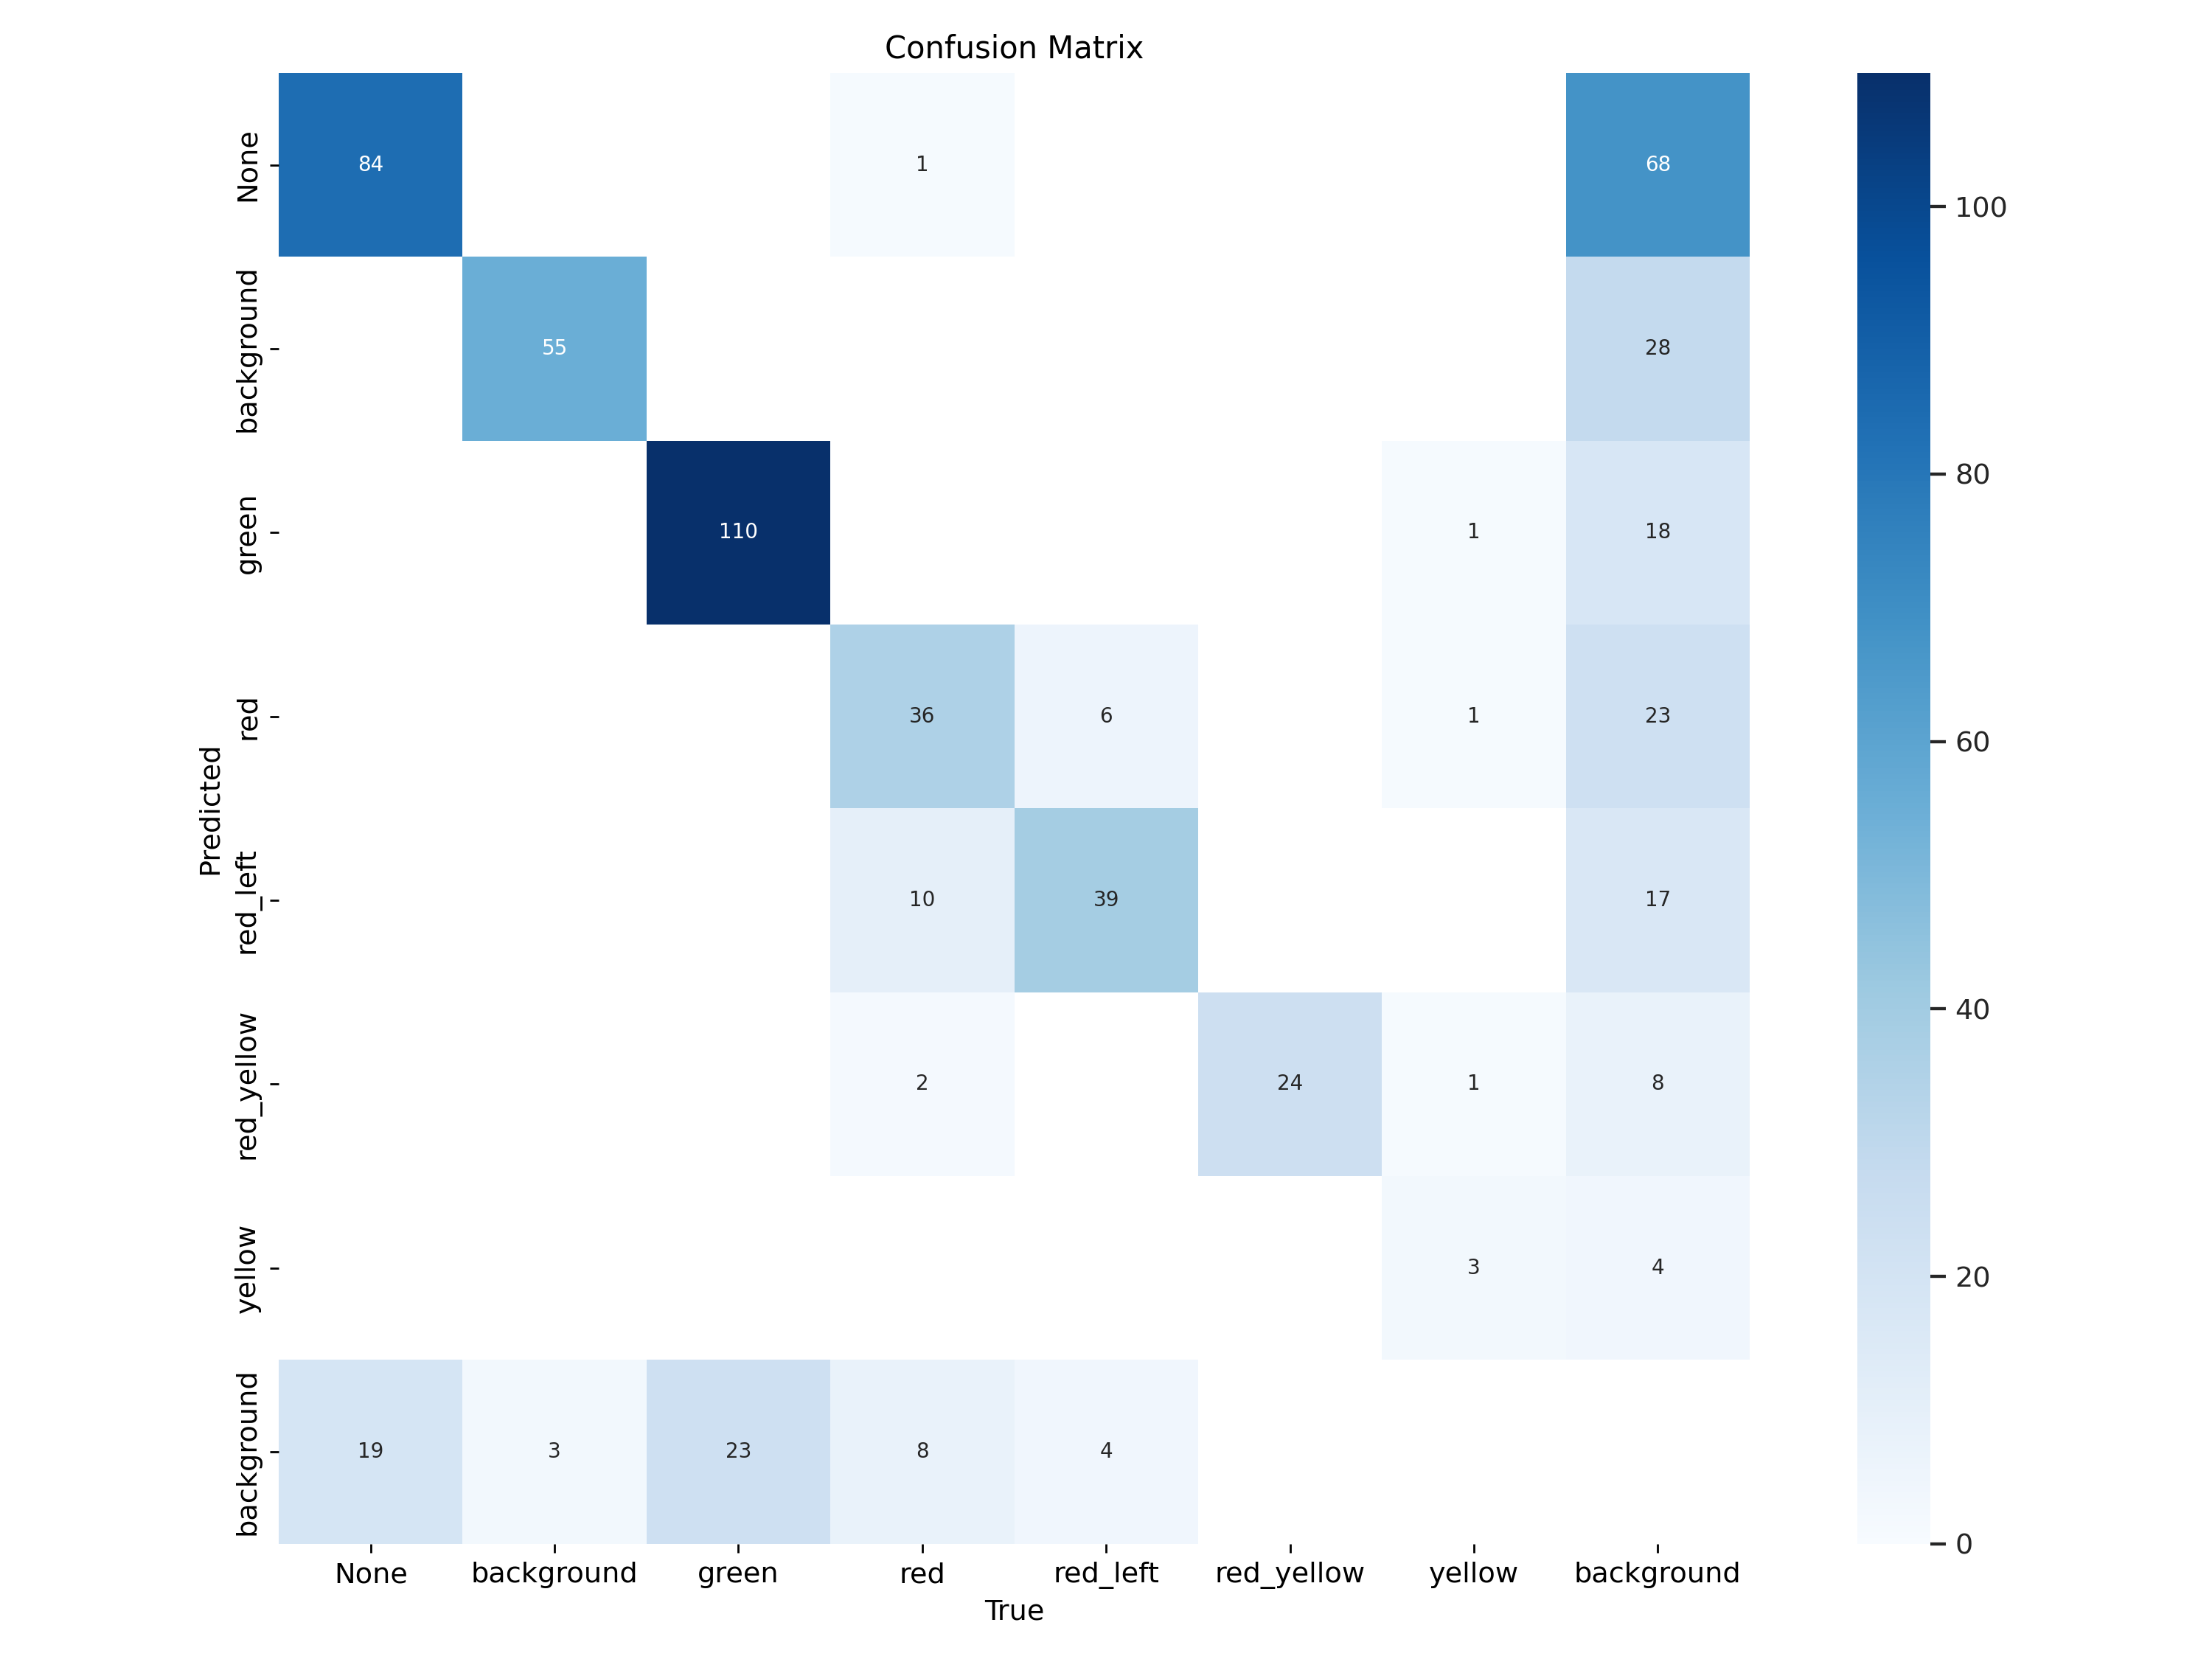 Confusion Matrix
None
84
1
68
100
background
55
28
80
green
110
1
18
60
red
36
6
1
23
Predicted
red_left
10
39
17
40
red_yellow
2
24
1
8
yellow
3
4
20
background
19
3
23
8
4
0
None background green red red_left red_yellow yellow background
True